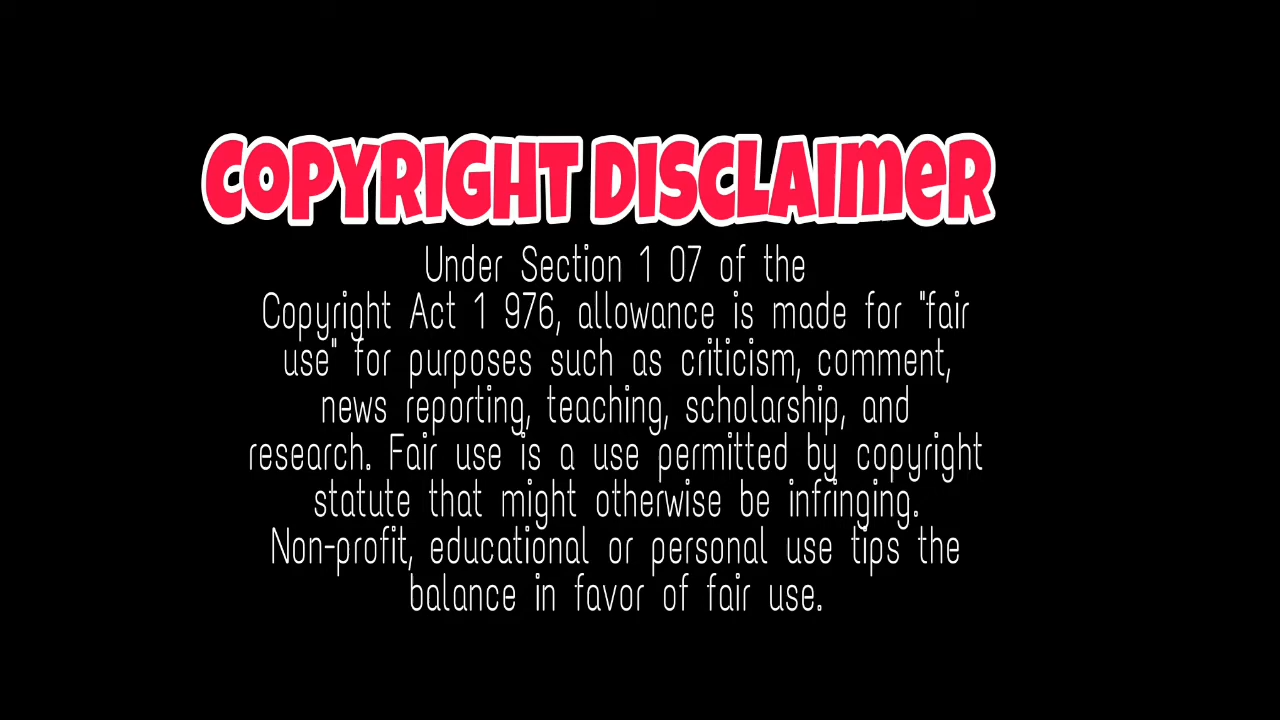 COPYRIGHT DISCLAIMER
Under Section 1 07 of the
Copyright Act 1 976, allowance is made for "fair
use" for purposes such as criticism, comment,
news reporting, teaching, scholarship, and
research. Fair use is a use permitted by copyright
statute that might otherwise be infringing.
Non-profit, educational or personal use tips the
balance in favor of fair use.